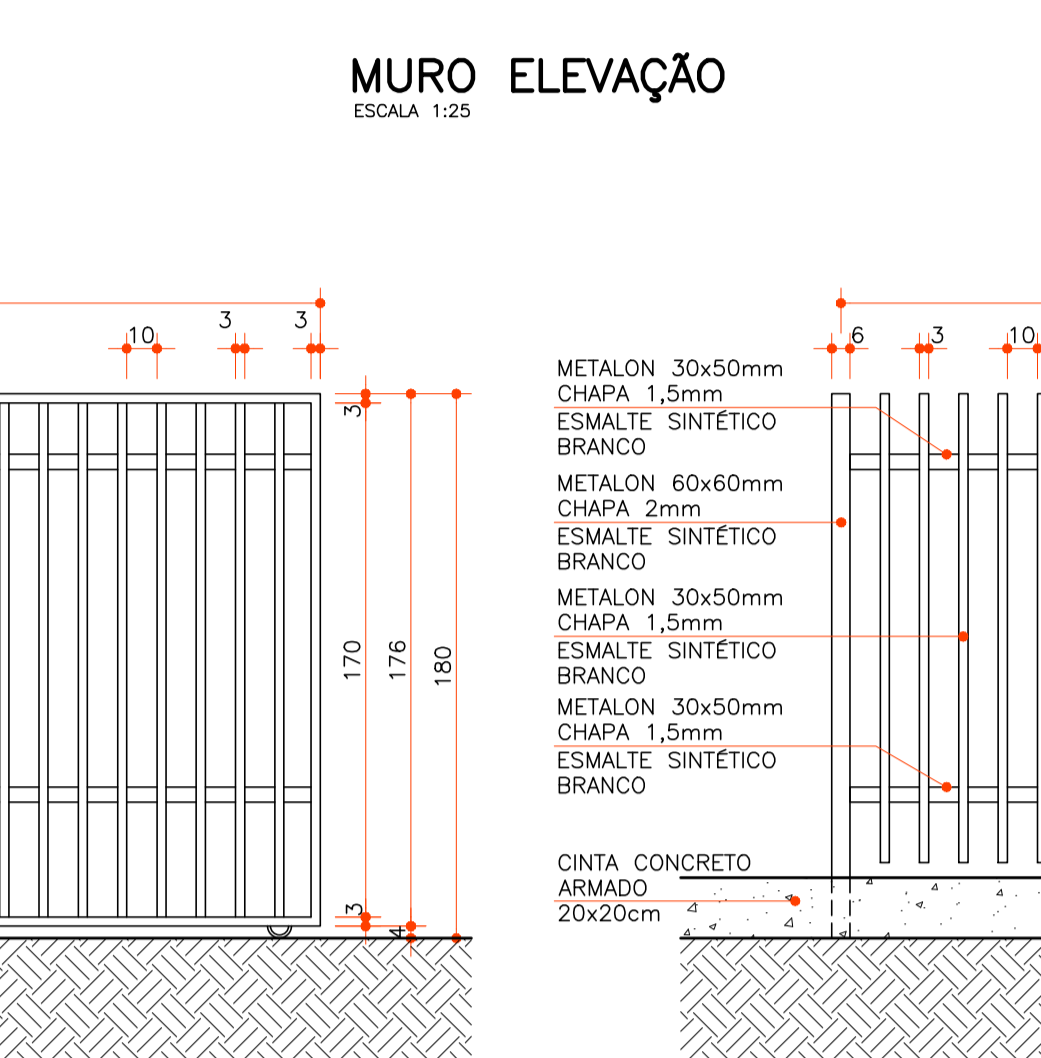 MURO ELEVAÇÃO
ESCALA 1:25
10
3
3
3
170
176
180
3
4
6
3
10
METALON 30x50mm
CHAPA 1,5mm
ESMALTE SINTÉTICO
BRANCO
METALON 60x60mm
CHAPA 2mm
ESMALTE SINTÉTICO
BRANCO
METALON 30x50mm
CHAPA 1,5mm
ESMALTE SINTÉTICO
BRANCO
METALON 30x50mm
CHAPA 1,5mm
ESMALTE SINTÉTICO
BRANCO
CINTA CONCRETO
ARMADO
20x20cm